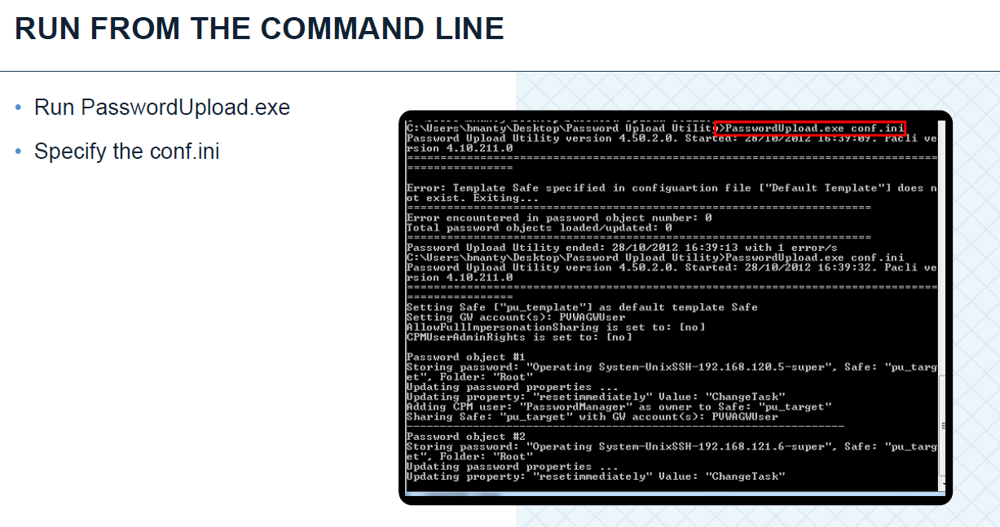 RUN FROM THE COMMAND LINE
• Run PasswordUpload.exe
• Specify the conf.ini
C:\Users\bmanty\Desktop\Password Upload Utility>PasswordUpload.exe conf.ini
Password Upload Utility version 4.50.2.0. Started: 28/10/2012 16:39:09. Pacli ve
rsion 4.10.211.0
================================================================================
================
Error: Template Safe specified in configuartion file ["Default Template"] does n
ot exist. Exiting...
======================================================================
Error encountered in password object number: 0
Total password objects loaded/updated: 0
======================================================================
Password Upload Utility ended: 28/10/2012 16:39:13 with 1 error/s
C:\Users\bmanty\Desktop\Password Upload Utility>PasswordUpload.exe conf.ini
Password Upload Utility version 4.50.2.0. Started: 28/10/2012 16:39:32. Pacli ve
rsion 4.10.211.0
================================================================================
================
Setting Safe ["pu_template"] as default template Safe
Setting GW account(s): PVWAGWUser
AllowFullImpersonationSharing is set to: [no]
CPMUserAdminRights is set to: [no]
Password object #1
Storing password: "Operating System-UnixSSH-192.168.120.5-super", Safe: "pu_targ
et", Folder: "Root"
Updating password properties ...
Updating property: "resetimmediately" Value: "ChangeTask"
Adding CPM user: "PasswordManager" as owner to Safe: "pu_target"
Sharing Safe: "pu_target" with GW account(s): PVWAGWUser
------------------------------------------------------------------
Password object #2
Storing password: "Operating System-UnixSSH-192.168.121.6-super", Safe: "pu_targ
et", Folder: "Root"
Updating password properties ...
Updating property: "resetimmediately" Value: "ChangeTask"